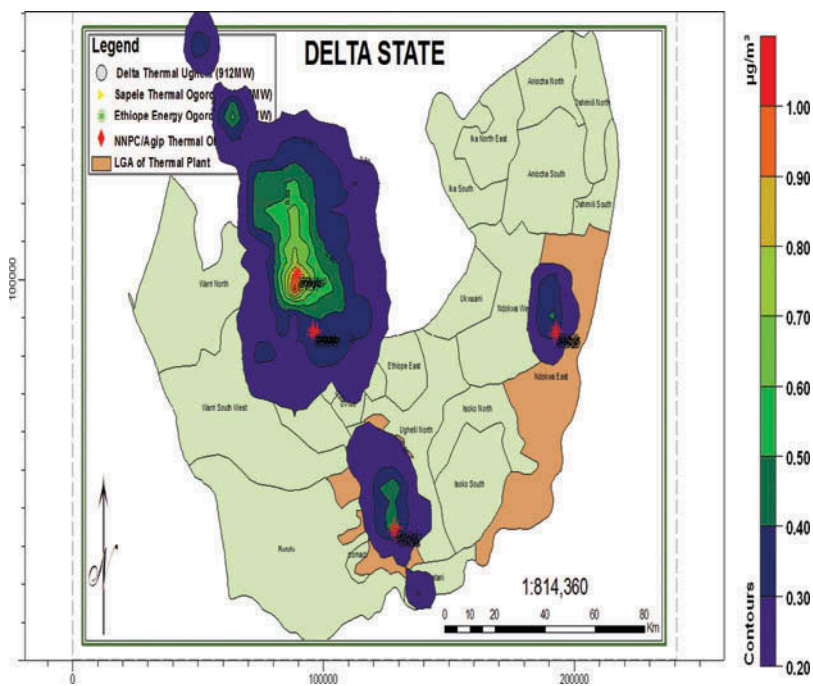 Legend
DELTA STATE
Delta Thermal Ughelli (912MW)
Sapele Thermal Ogoro MW)
Ethiope Energy Ogoro MW)
NNPC/Agip Thermal
LGA of Thermal Plant
Aniocha North
Oshimili North
Ika North East
Ika South
Aniocha South
Oshimili South
Warri North
Ukwuani
Ndokwa We
Ndokwa East
Ethiope East
Warri South West
Isoko North
Ughelli North
Isoko South
1:814,360
0 20 40 60 80
Km
N
100000
0 100000 200000
µg/m³
1.00
0.90
0.80
0.70
0.60
0.50
0.40
0.30
0.20
Contours